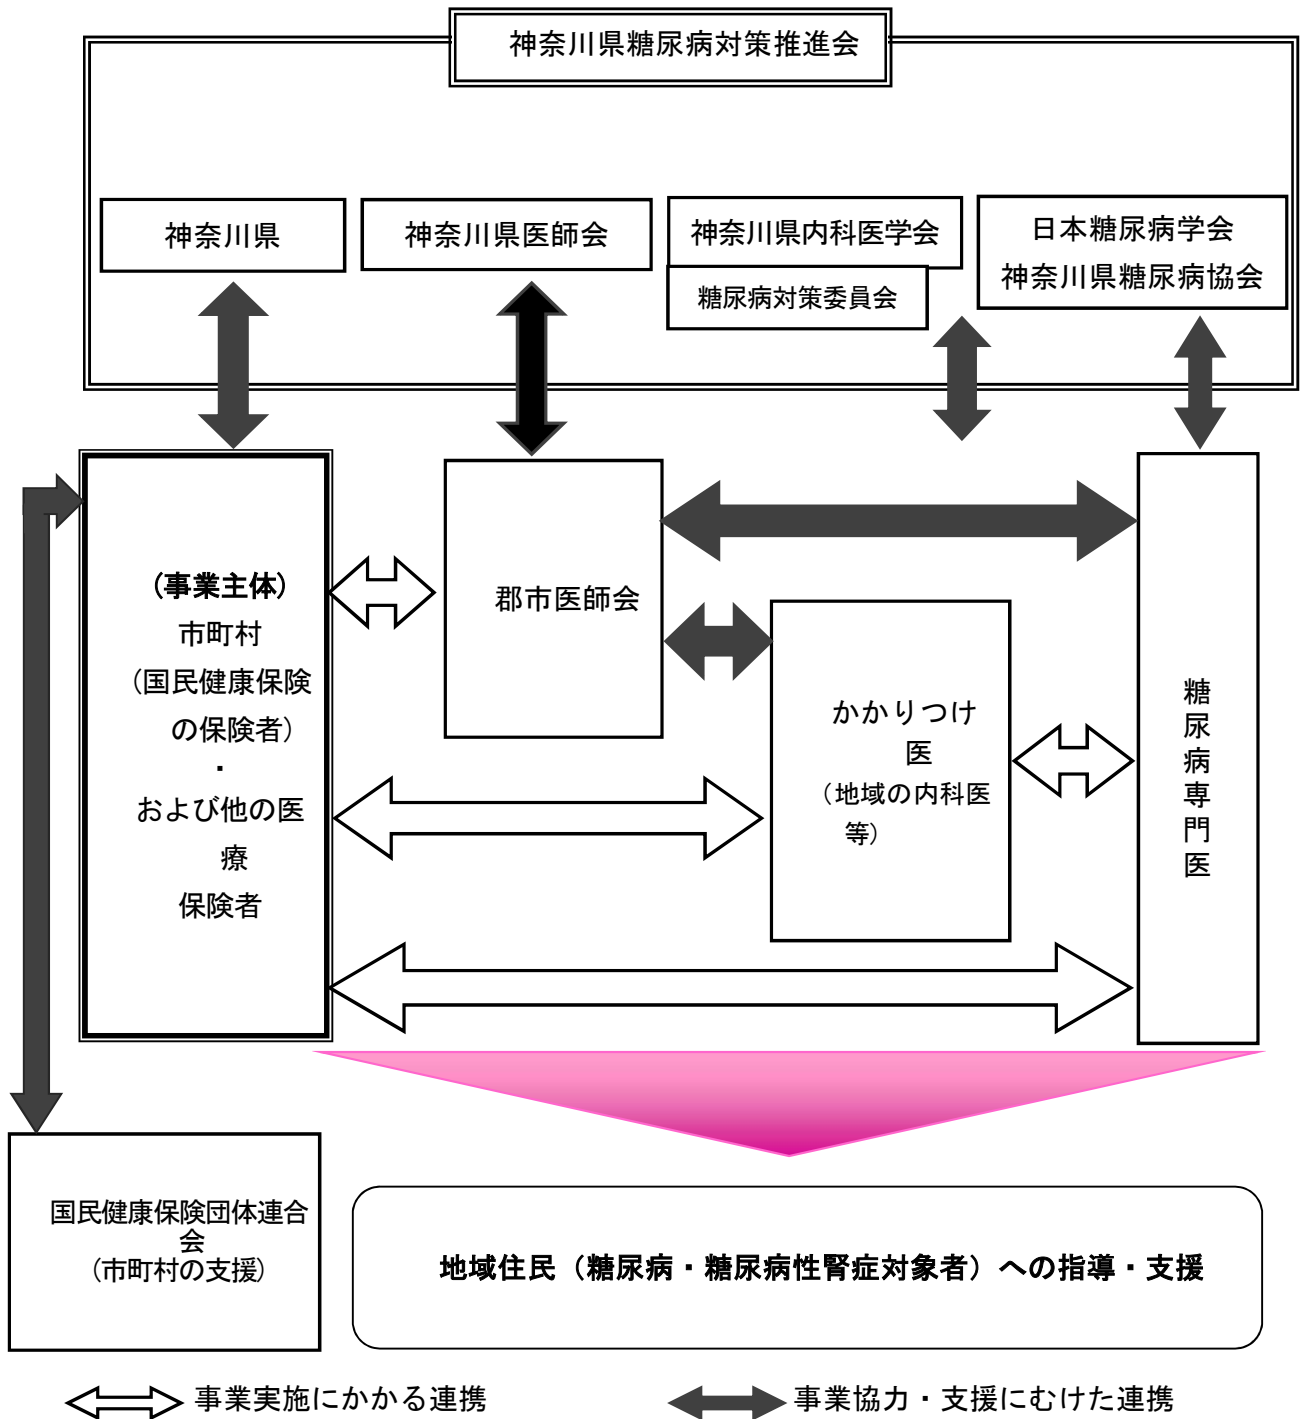 神奈川県糖尿病対策推進会
神奈川県
神奈川県医師会
神奈川県内科医学会
糖尿病対策委員会
日本糖尿病学会
神奈川県糖尿病協会
(事業主体)
市町村
(国民健康保険
の保険者)
・
および他の医
療
保険者
郡市医師会
かかりつけ
医
(地域の内科医
等)
糖尿病専門医
国民健康保険団体連合
会
(市町村の支援)
地域住民(糖尿病・糖尿病性腎症対象者)への指導・支援
事業実施にかかる連携
事業協力・支援にむけた連携